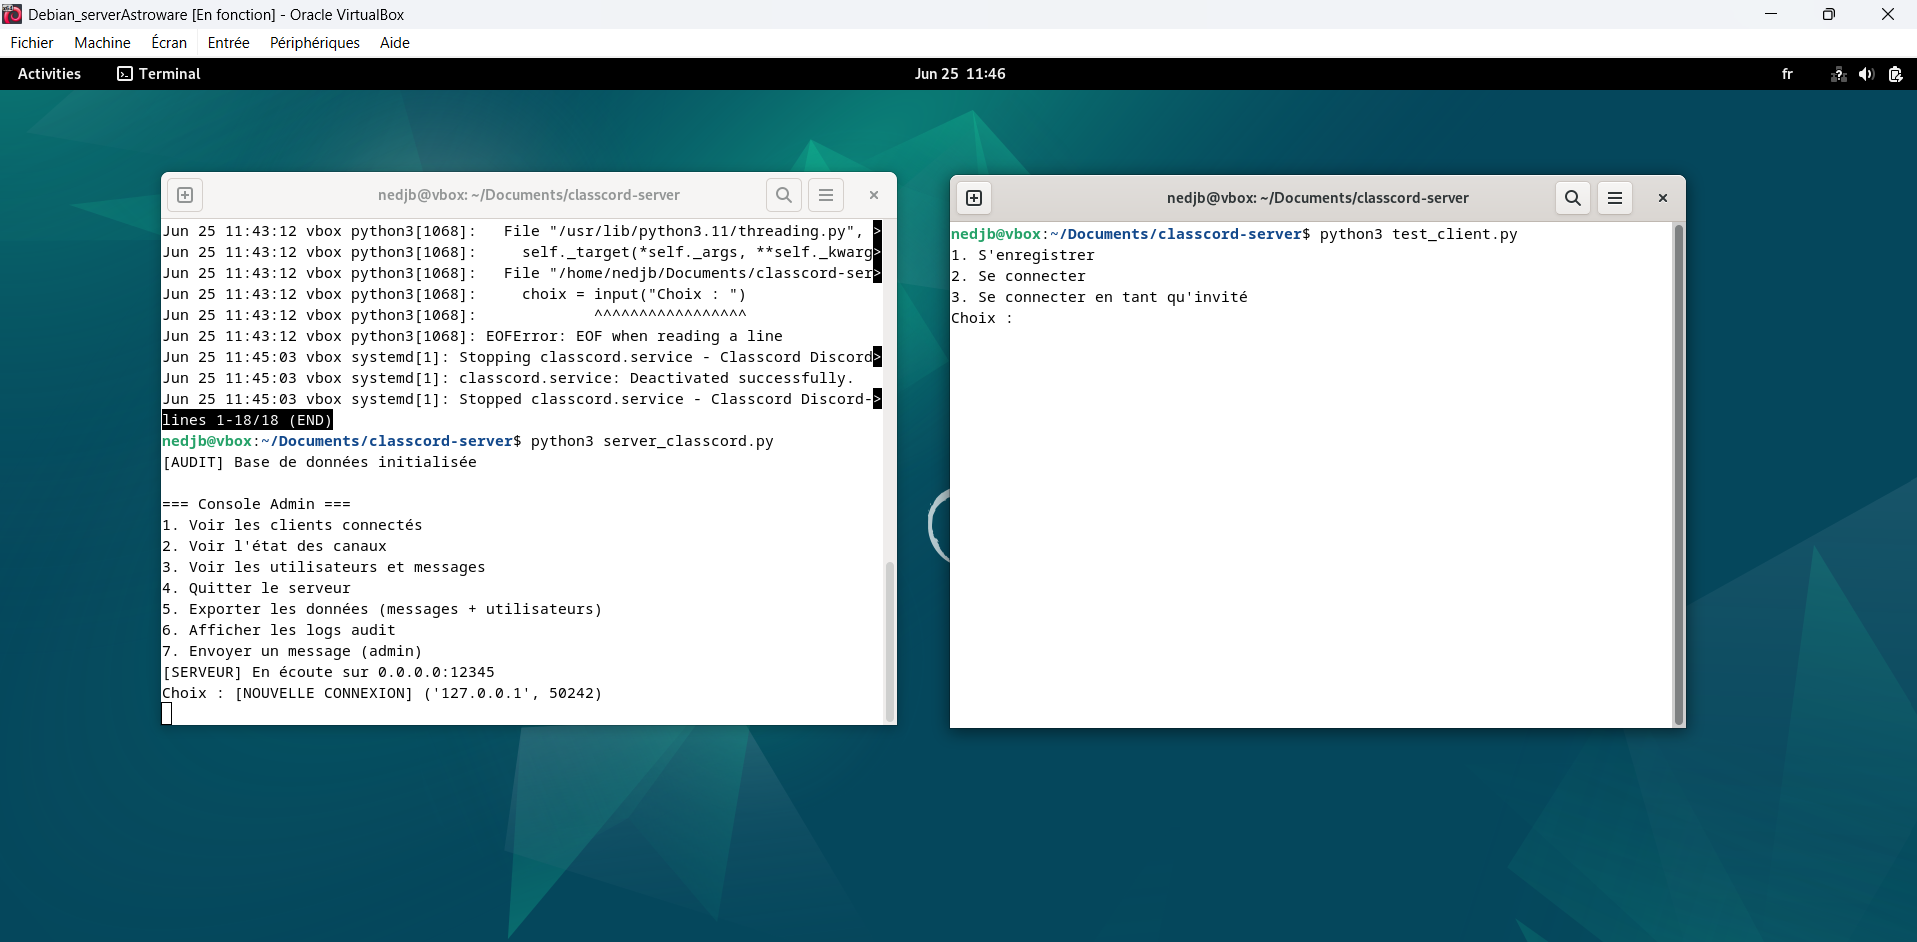 Debian_serverAstroware [En fonction] - Oracle VirtualBox
Fichier Machine Écran Entrée Périphériques Aide
Activities Terminal Jun 25 11:46 fr
nedjb@vbox: ~/Documents/classcord-server
Jun 25 11:43:12 vbox python3[1068]:   File "/usr/lib/python3.11/threading.py", >
Jun 25 11:43:12 vbox python3[1068]:     self._target(*self._args, **self._kwarg>
Jun 25 11:43:12 vbox python3[1068]:   File "/home/nedjb/Documents/classcord-ser>
Jun 25 11:43:12 vbox python3[1068]:     choix = input("Choix : ")
Jun 25 11:43:12 vbox python3[1068]:             ^^^^^^^^^^^^^^^^^
Jun 25 11:43:12 vbox python3[1068]: EOFError: EOF when reading a line
Jun 25 11:45:03 vbox systemd[1]: Stopping classcord.service - Classcord Discord>
Jun 25 11:45:03 vbox systemd[1]: classcord.service: Deactivated successfully.
Jun 25 11:45:03 vbox systemd[1]: Stopped classcord.service - Classcord Discord->
lines 1-18/18 (END)
nedjb@vbox:~/Documents/classcord-server$ python3 server_classcord.py
[AUDIT] Base de données initialisée
=== Console Admin ===
1. Voir les clients connectés
2. Voir l'état des canaux
3. Voir les utilisateurs et messages
4. Quitter le serveur
5. Exporter les données (messages + utilisateurs)
6. Afficher les logs audit
7. Envoyer un message (admin)
[SERVEUR] En écoute sur 0.0.0.0:12345
Choix : [NOUVELLE CONNEXION] ('127.0.0.1', 50242)
nedjb@vbox: ~/Documents/classcord-server
nedjb@vbox:~/Documents/classcord-server$ python3 test_client.py
1. S'enregistrer
2. Se connecter
3. Se connecter en tant qu'invité
Choix :